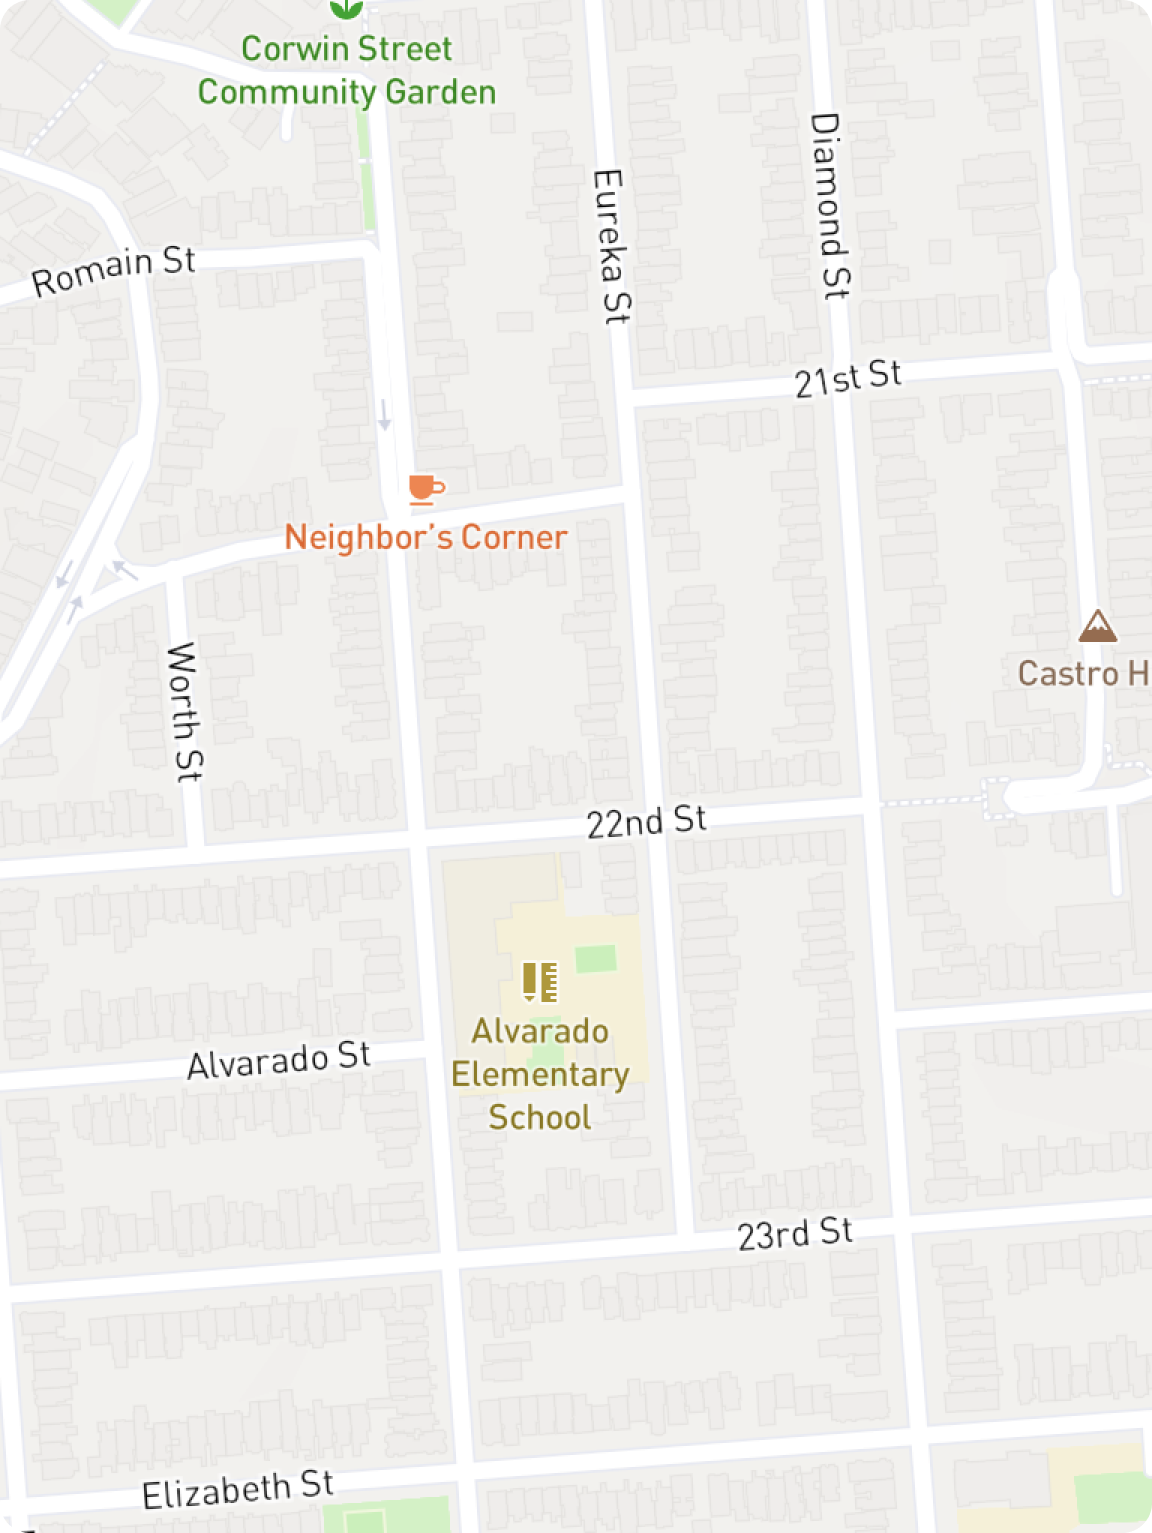 Corwin Street
Community Garden
Diamond St
Eureka St
Romain St
21st St
Neighbor's Corner
Worth St
Castro H
22nd St
Alvarado
Elementary
School
Alvarado St
23rd St
Elizabeth St